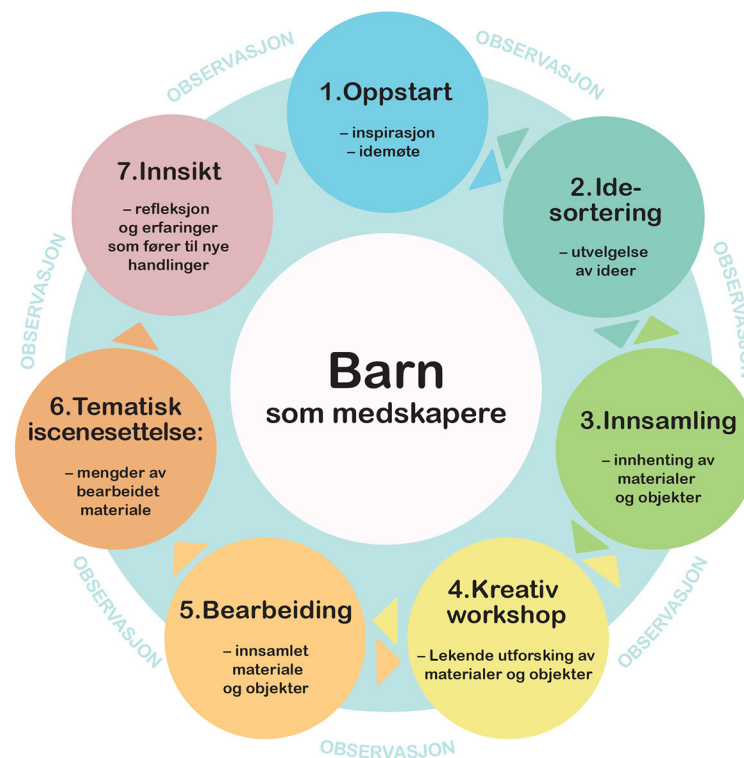 OBSERVASJON
OBSERVASJON
1.Oppstart
– inspirasjon
– idemøte
2.Ide-
sortering
– utvelgelse
av ideer
OBSERVASJON
3.Innsamling
– innhenting av
materialer
og objekter
OBSERVASJON
4.Kreativ
workshop
– Lekende utforsking av
materialer og objekter
OBSERVASJON
5.Bearbeiding
– innsamlet
materiale
og objekter
OBSERVASJON
6.Tematisk
iscenesettelse:
– mengder av
bearbeidet
materiale
OBSERVASJON
7.Innsikt
– refleksjon
og erfaringer
som fører til nye
handlinger
Barn
som medskapere